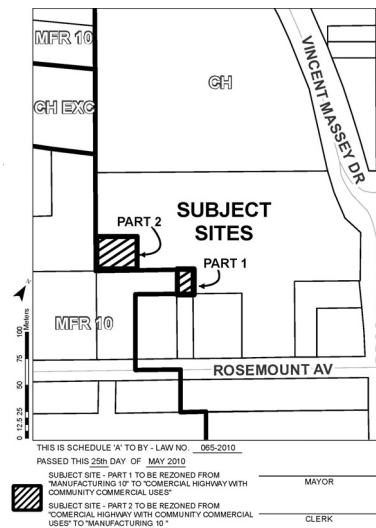 MFR 10
CH
VINCENT MASSEY DR
CH EXC
SUBJECT
SITES
PART 2
PART 1
MFR 10
ROSEMOUNT AV
Meters
100
75
50
0 12.5 25
THIS IS SCHEDULE 'A' TO BY - LAW NO. 065-2010
PASSED THIS 25th DAY OF MAY 2010
SUBJECT SITE - PART 1 TO BE REZONED FROM
"MANUFACTURING 10" TO "COMERCIAL HIGHWAY WITH
COMMUNITY COMMERCIAL USES"
MAYOR
SUBJECT SITE - PART 2 TO BE REZONED FROM
"COMERCIAL HIGHWAY WITH COMMUNITY COMMERCIAL
USES" TO "MANUFACTURING 10 "
CLERK